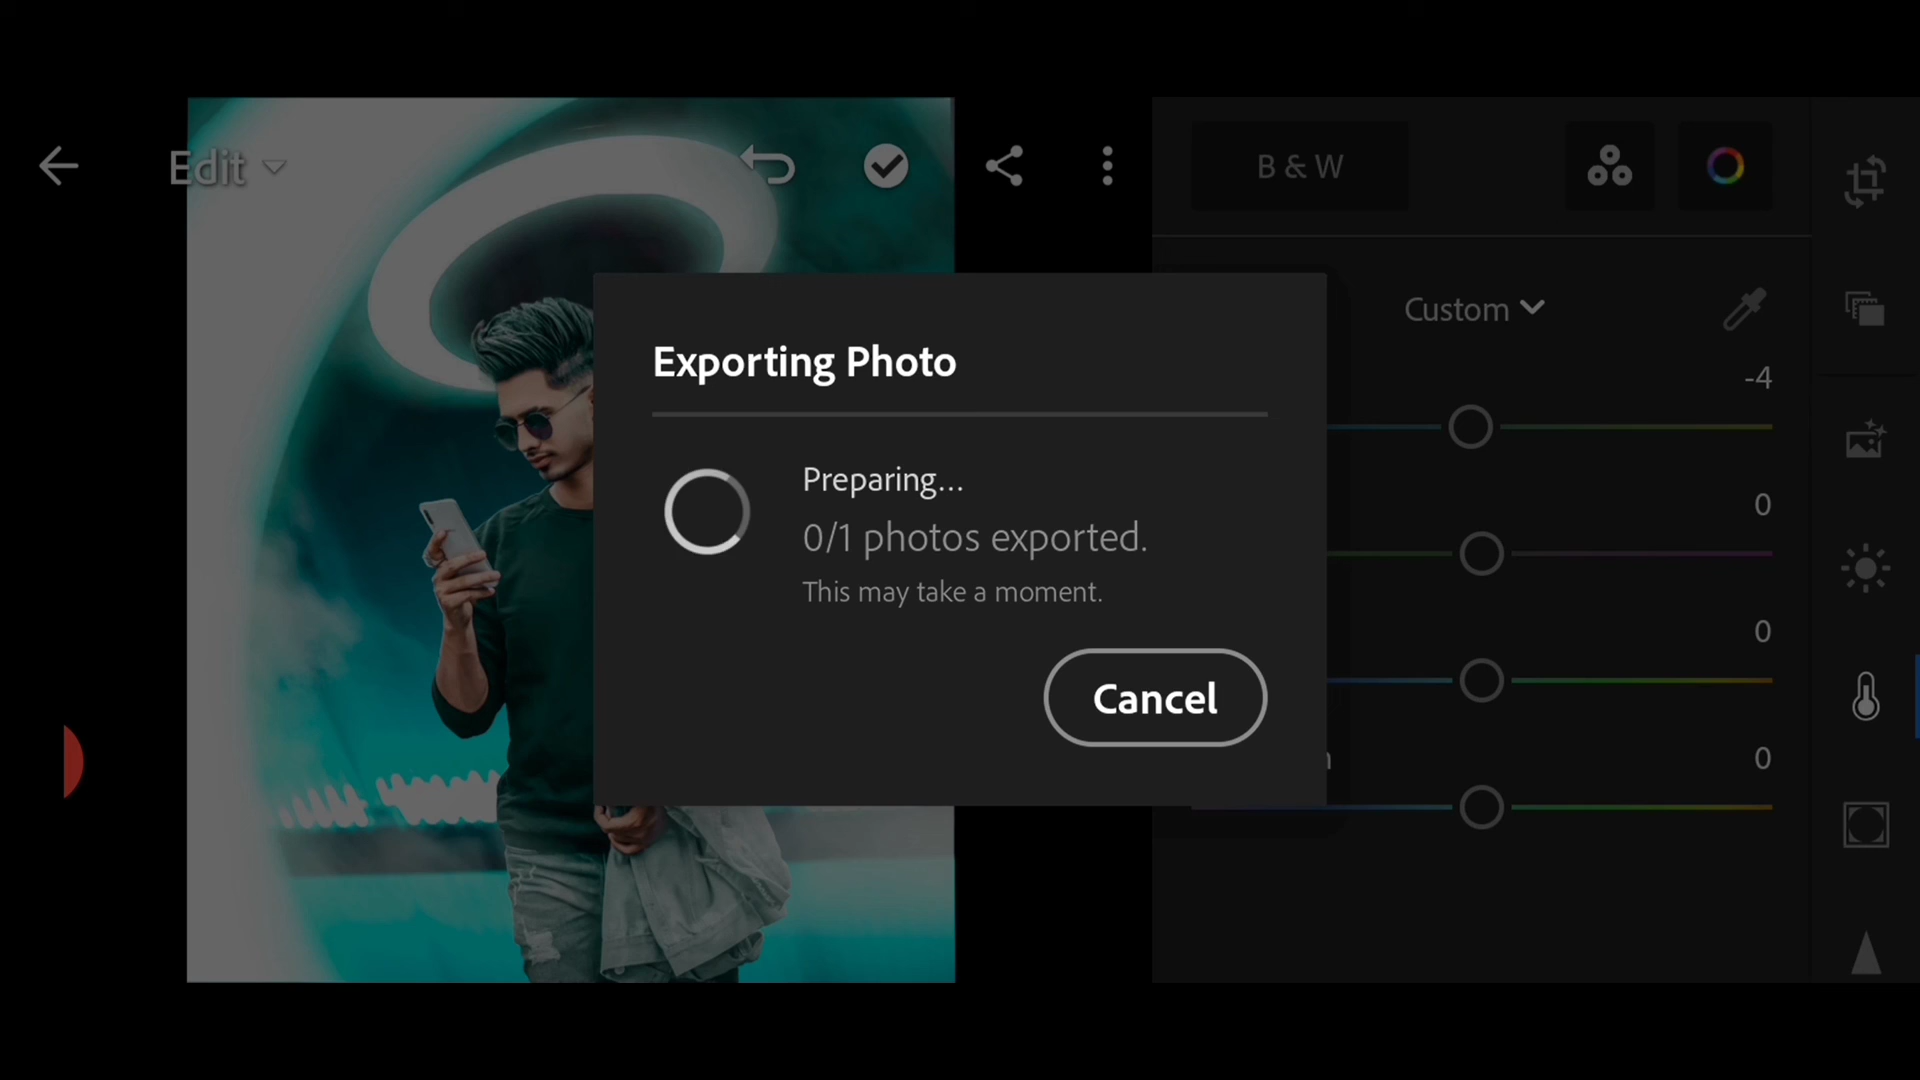 Edit
B & W
Custom
-4
Exporting Photo
Preparing...
0
0/1 photos exported.
This may take a moment.
0
Cancel
0